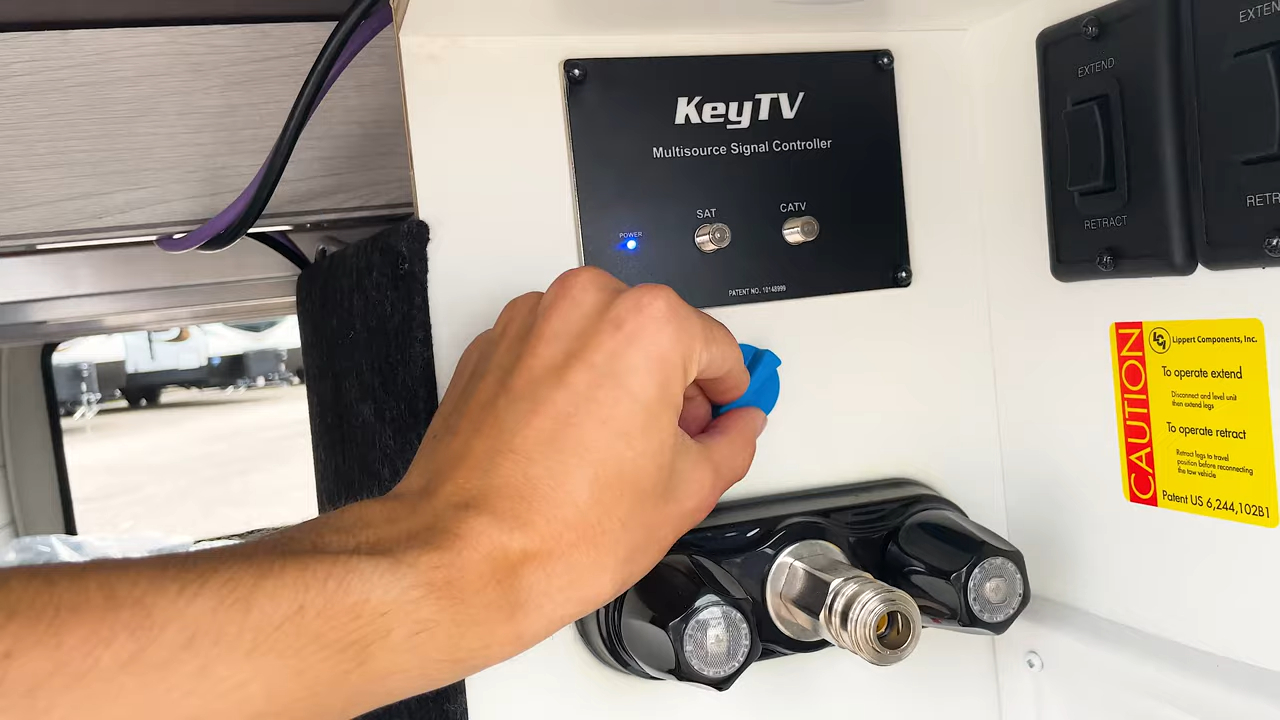 KeyTV
Multisource Signal Controller
SAT
CATV
POWER
PATENT NO. 10148999
EXTEND
RETRACT
EXTEN
RETR
CAUTION
LCI
Lippert Components, Inc.
To operate extend
Disconnect and level unit
then extend legs
To operate retract
Retract legs to travel
position before reconnecting
the tow vehicle
Patent US 6,244,102B1